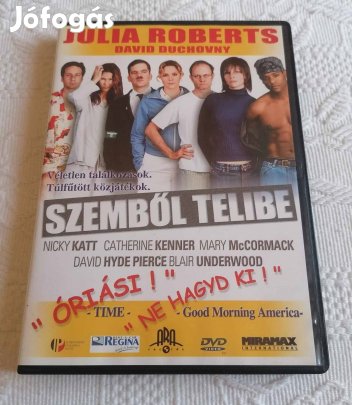 Jófogás
JULIA ROBERTS
DAVID DUCHOVNY
Véletlen találkozások.
Túlfűtött közjátékok.
SZEMBŐL TELIBE
NICKY KATT CATHERINE KENNER MARY McCORMACK
DAVID HYDE PIERCE BLAIR UNDERWOOD
"ÓRIÁSI!"
"NE HAGYD KI!"
- TIME -
- Good Morning America-
REGINA
DVD
VIDEO
MIRAMAX
INTERNATIONAL